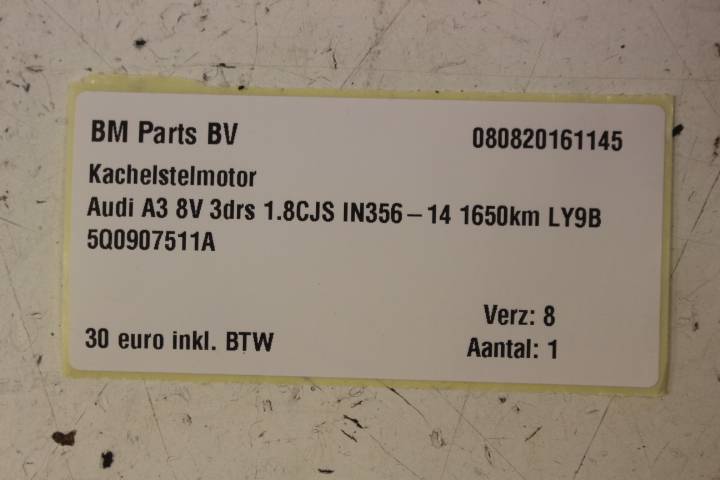 BM Parts BV 080820161145
Kachelstelmotor
Audi A3 8V 3drs 1.8CJS IN356-14 1650km LY9B
5Q0907511A
Verz: 8
30 euro inkl. BTW Aantal: 1